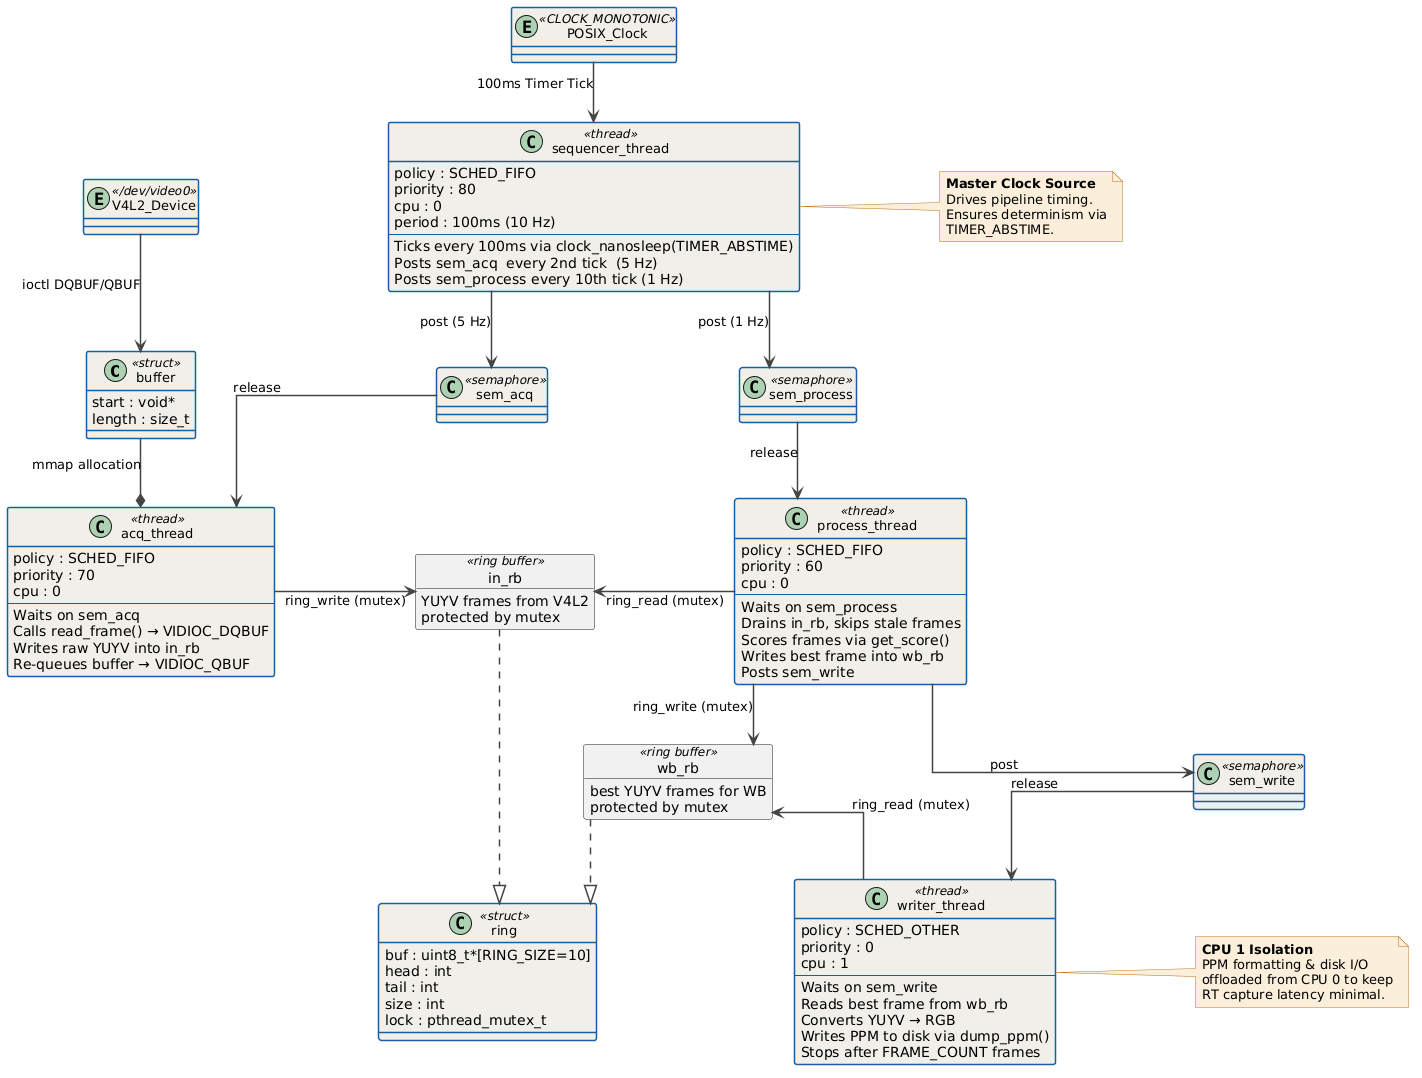 E
«CLOCK_MONOTONIC»
POSIX_Clock
100ms Timer Tick
C
«thread»
sequencer_thread
policy : SCHED_FIFO
priority : 80
cpu : 0
period : 100ms (10 Hz)
Ticks every 100ms via clock_nanosleep(TIMER_ABSTIME)
Posts sem_acq  every 2nd tick  (5 Hz)
Posts sem_process every 10th tick (1 Hz)
Master Clock Source
Drives pipeline timing.
Ensures determinism via
TIMER_ABSTIME.
E
«/dev/video0»
V4L2_Device
ioctl DQBUF/QBUF
post (5 Hz)
post (1 Hz)
C
«struct»
buffer
start : void*
length : size_t
C
«semaphore»
sem_acq
C
«semaphore»
sem_process
release
release
mmap allocation
C
«thread»
acq_thread
policy : SCHED_FIFO
priority : 70
cpu : 0
Waits on sem_acq
Calls read_frame() → VIDIOC_DQBUF
Writes raw YUYV into in_rb
Re-queues buffer → VIDIOC_QBUF
ring_write (mutex)
«ring buffer»
in_rb
YUYV frames from V4L2
protected by mutex
ring_read (mutex)
C
«thread»
process_thread
policy : SCHED_FIFO
priority : 60
cpu : 0
Waits on sem_process
Drains in_rb, skips stale frames
Scores frames via get_score()
Writes best frame into wb_rb
Posts sem_write
ring_write (mutex)
«ring buffer»
wb_rb
best YUYV frames for WB
protected by mutex
post
C
«semaphore»
sem_write
release
ring_read (mutex)
C
«struct»
ring
buf : uint8_t*[RING_SIZE=10]
head : int
tail : int
size : int
lock : pthread_mutex_t
C
«thread»
writer_thread
policy : SCHED_OTHER
priority : 0
cpu : 1
Waits on sem_write
Reads best frame from wb_rb
Converts YUYV → RGB
Writes PPM to disk via dump_ppm()
Stops after FRAME_COUNT frames
CPU 1 Isolation
PPM formatting & disk I/O
offloaded from CPU 0 to keep
RT capture latency minimal.